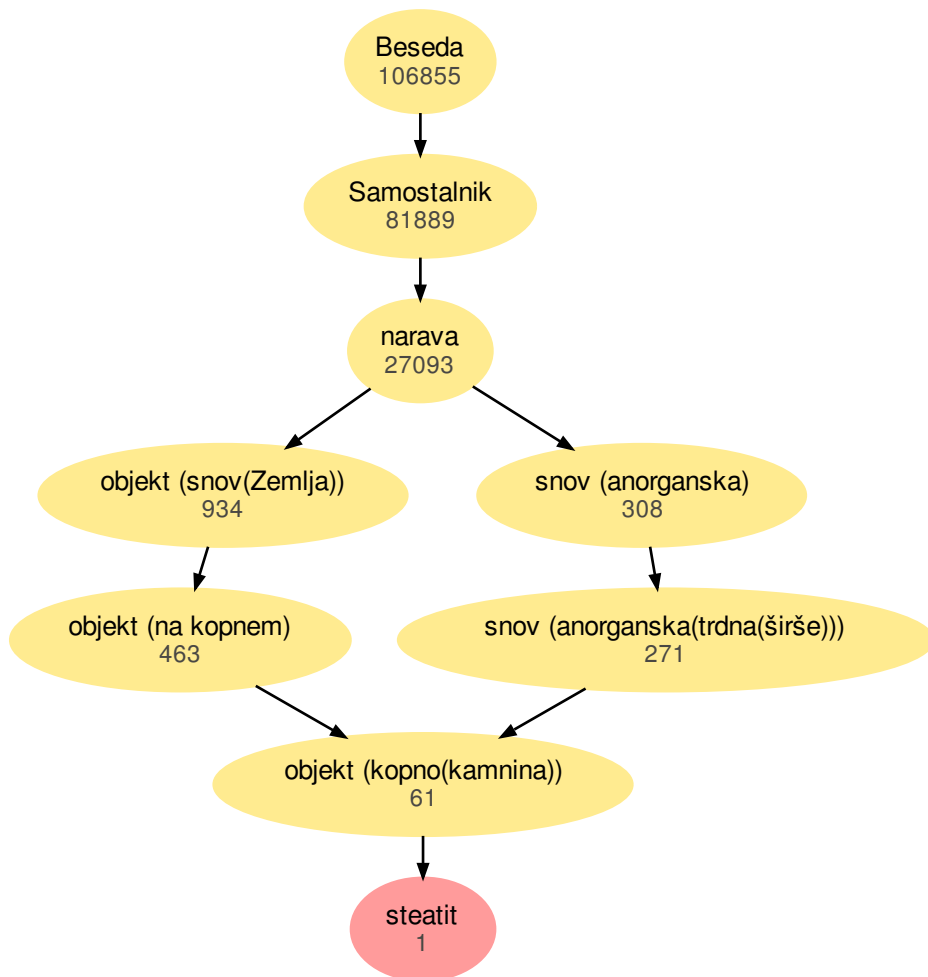 Beseda
106855
Samostalnik
81889
narava
27093
objekt (snov(Zemlja))
934
snov (anorganska)
308
objekt (na kopnem)
463
snov (anorganska(trdna(širše)))
271
objekt (kopno(kamnina))
61
steatit
1